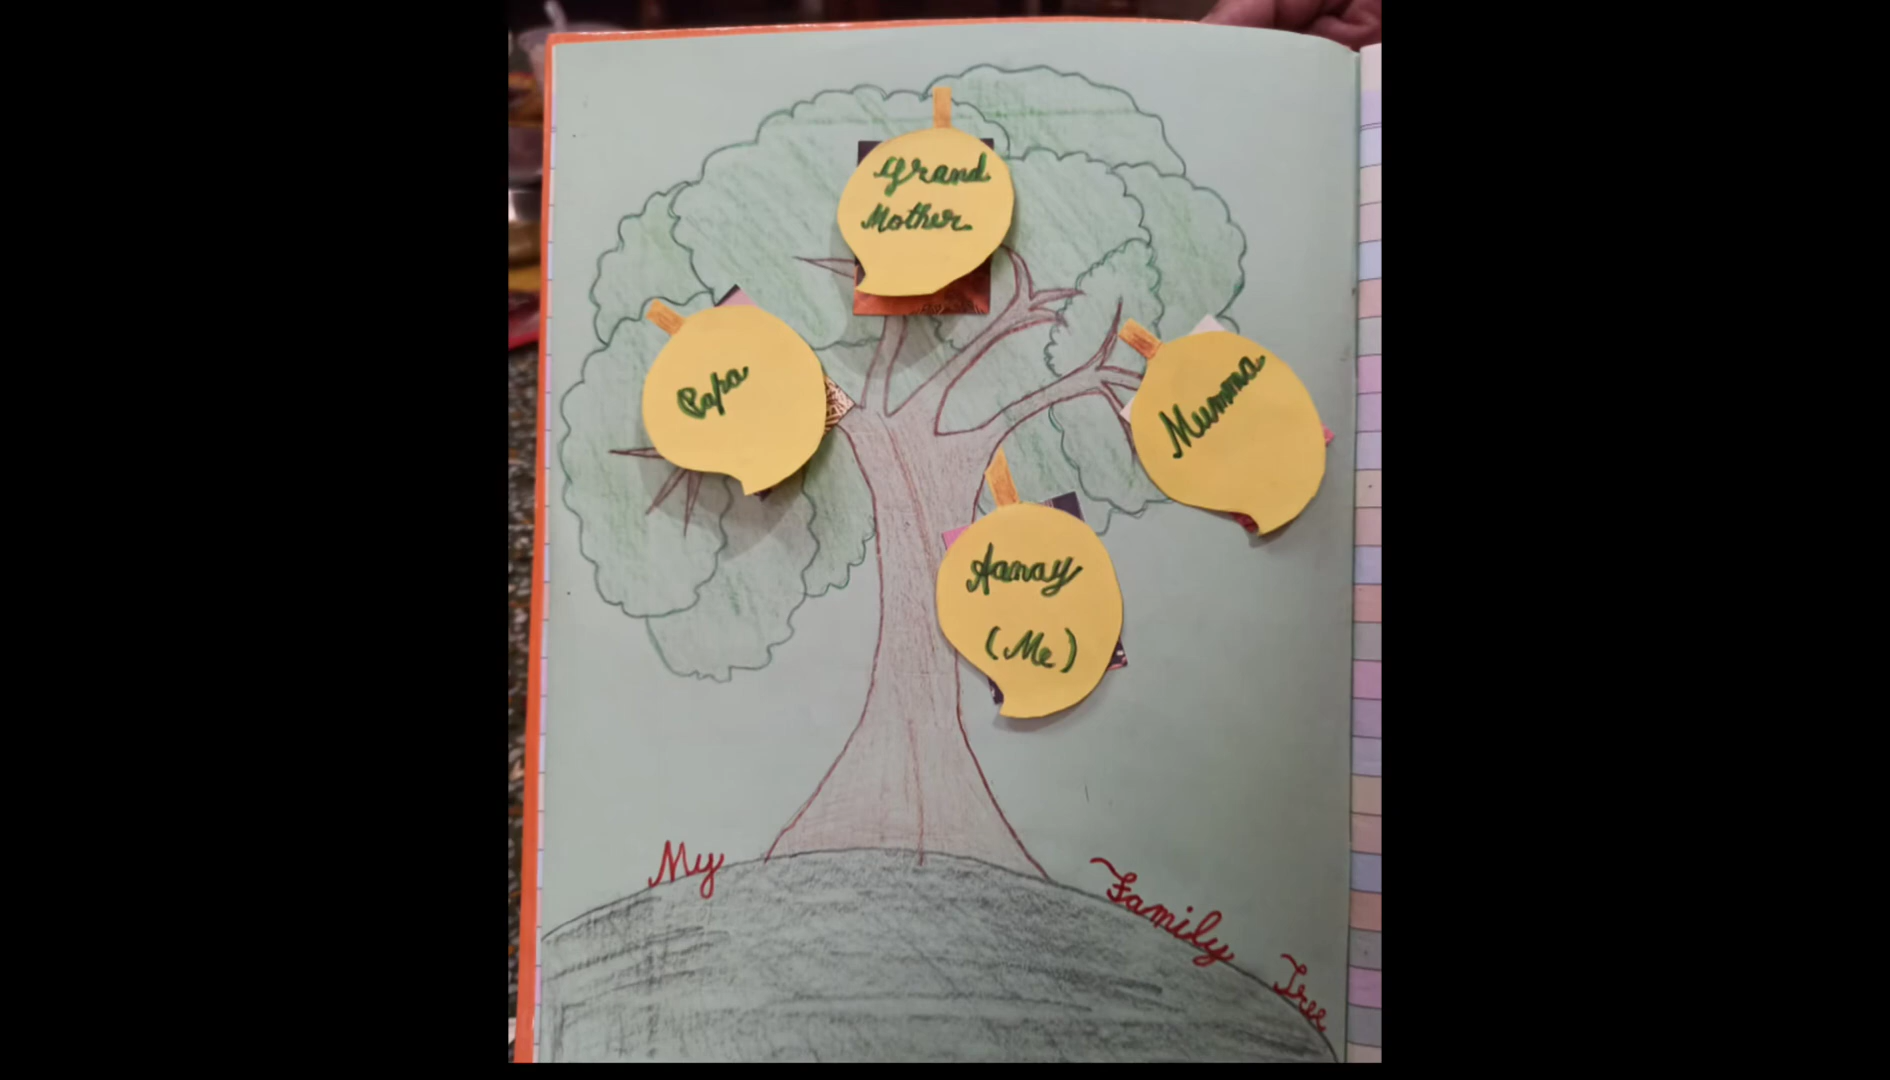 Grand
Mother
Papa
Mumma
Aanay
(Me)
My Family Tree